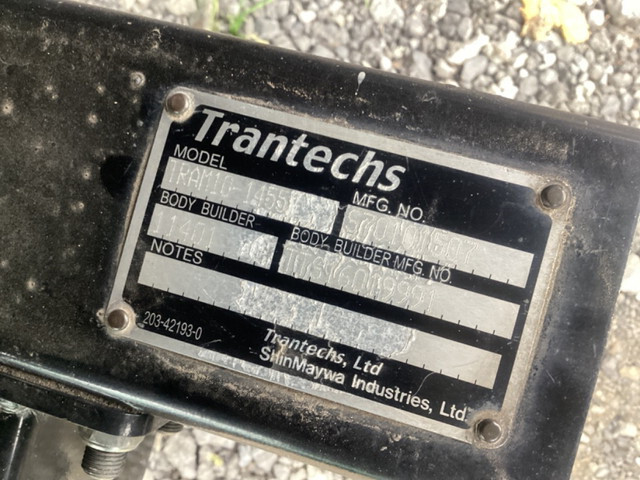 Trantechs
MODEL
MFG. NO.
BODY BUILDER
BODY BUILDER MFG. NO.
NOTES
203-42193-0
Trantechs, Ltd
ShinMaywa Industries, Ltd.